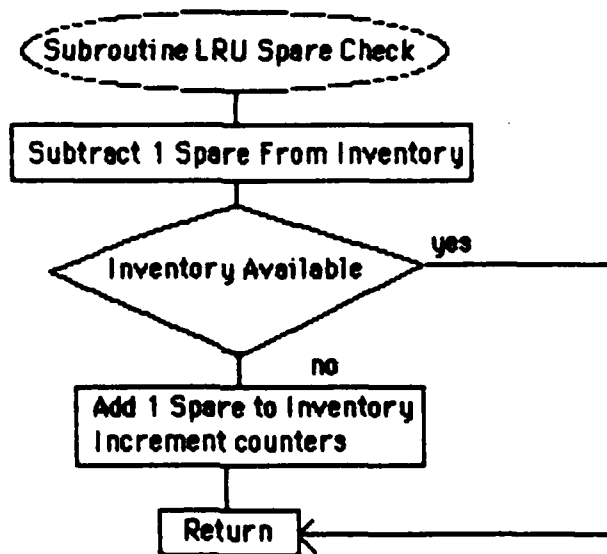 Subroutine LRU Spare Check
Subtract 1 Spare From Inventory
yes
Inventory Available
no
Add 1 Spare to Inventory
Increment counters
Return